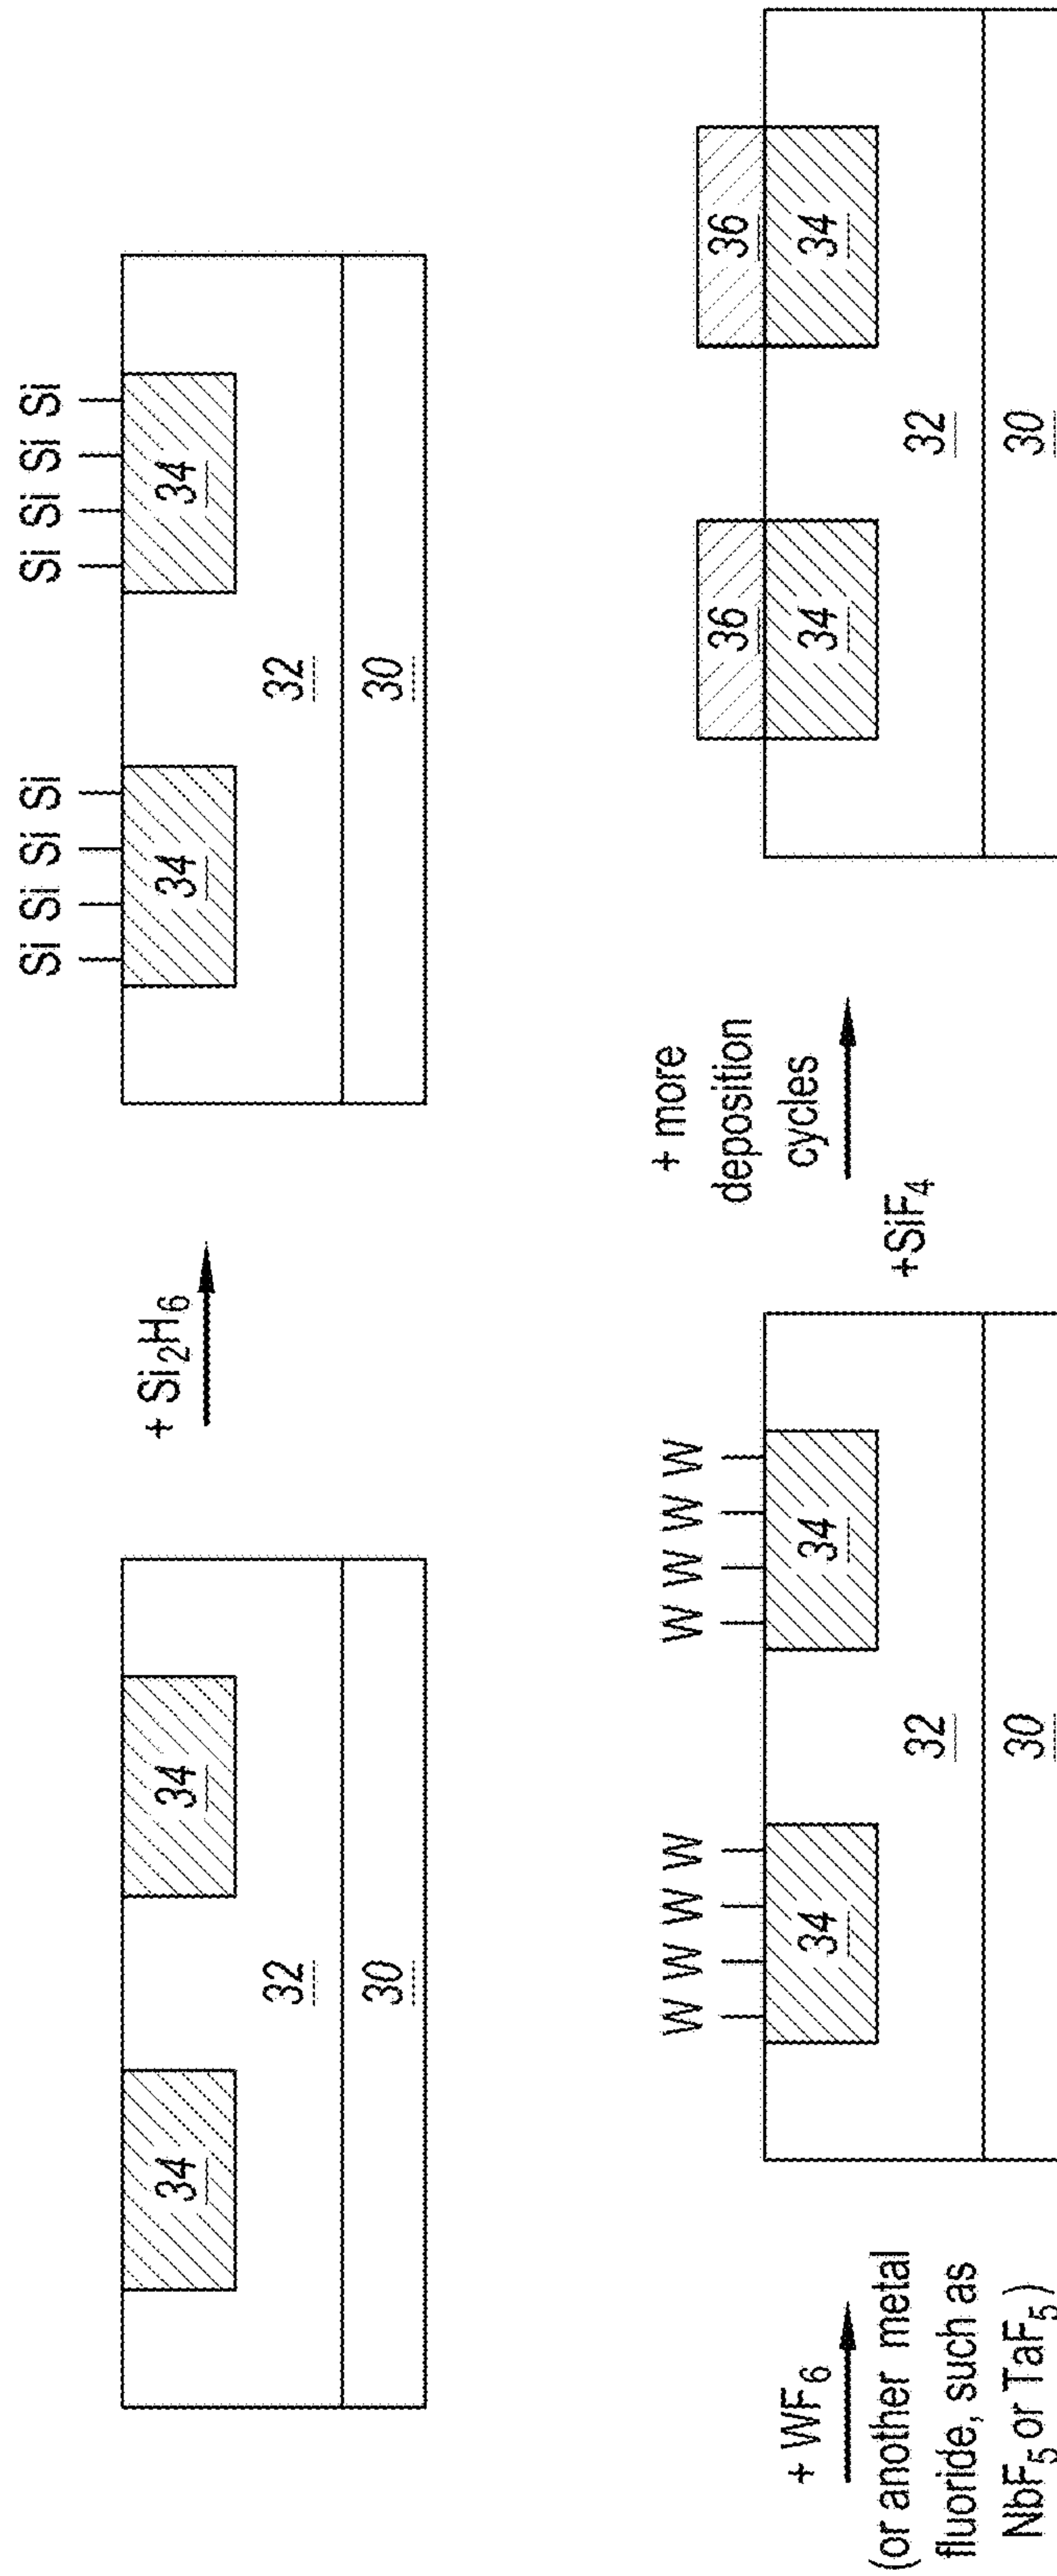 34
34
32
30
+ Si₂H₆
Si Si Si Si
Si Si Si Si
34
34
32
30
+ WF₆
(or another metal
fluoride, such as
NbF₅ or TaF₅)
W W W W
W W W W
34
34
32
30
+ more
deposition
cycles
+SiF₄
36
36
34
34
32
30